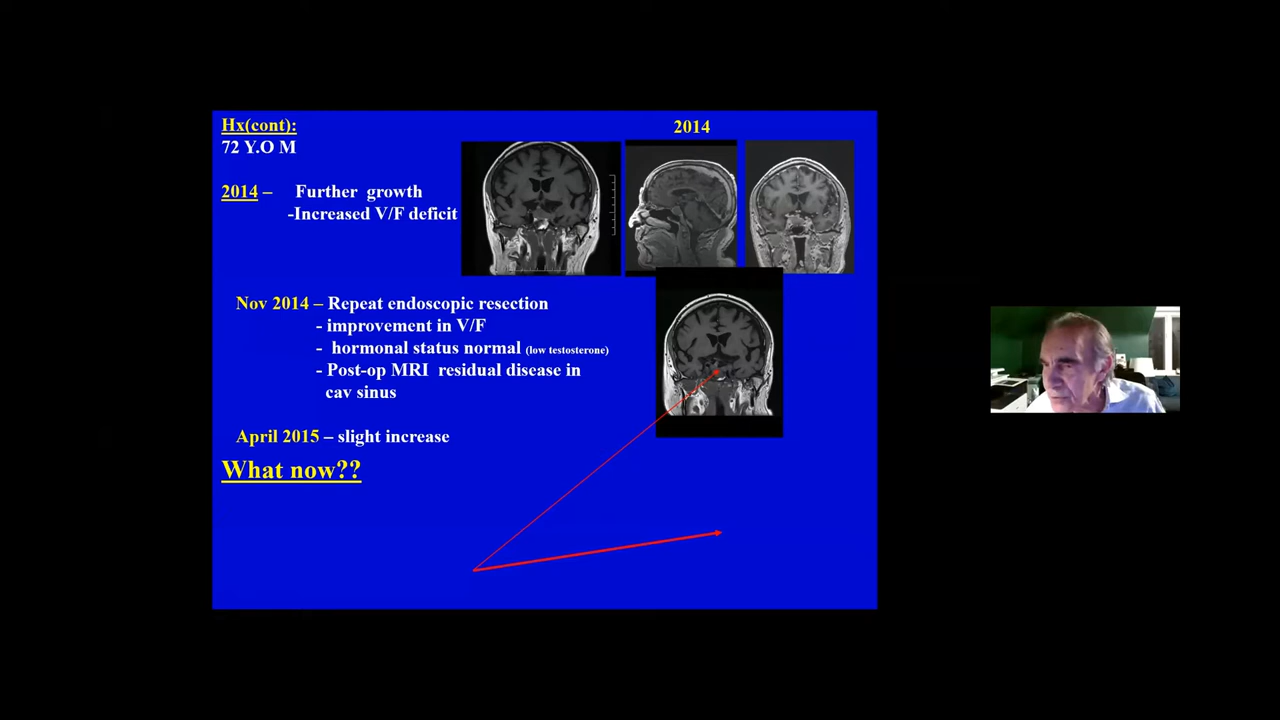 Hx(cont):
72 Y.O M
2014
2014 – Further growth
-Increased V/F deficit
Nov 2014 – Repeat endoscopic resection
- improvement in V/F
- hormonal status normal (low testosterone)
- Post-op MRI residual disease in
cav sinus
April 2015 – slight increase
What now??